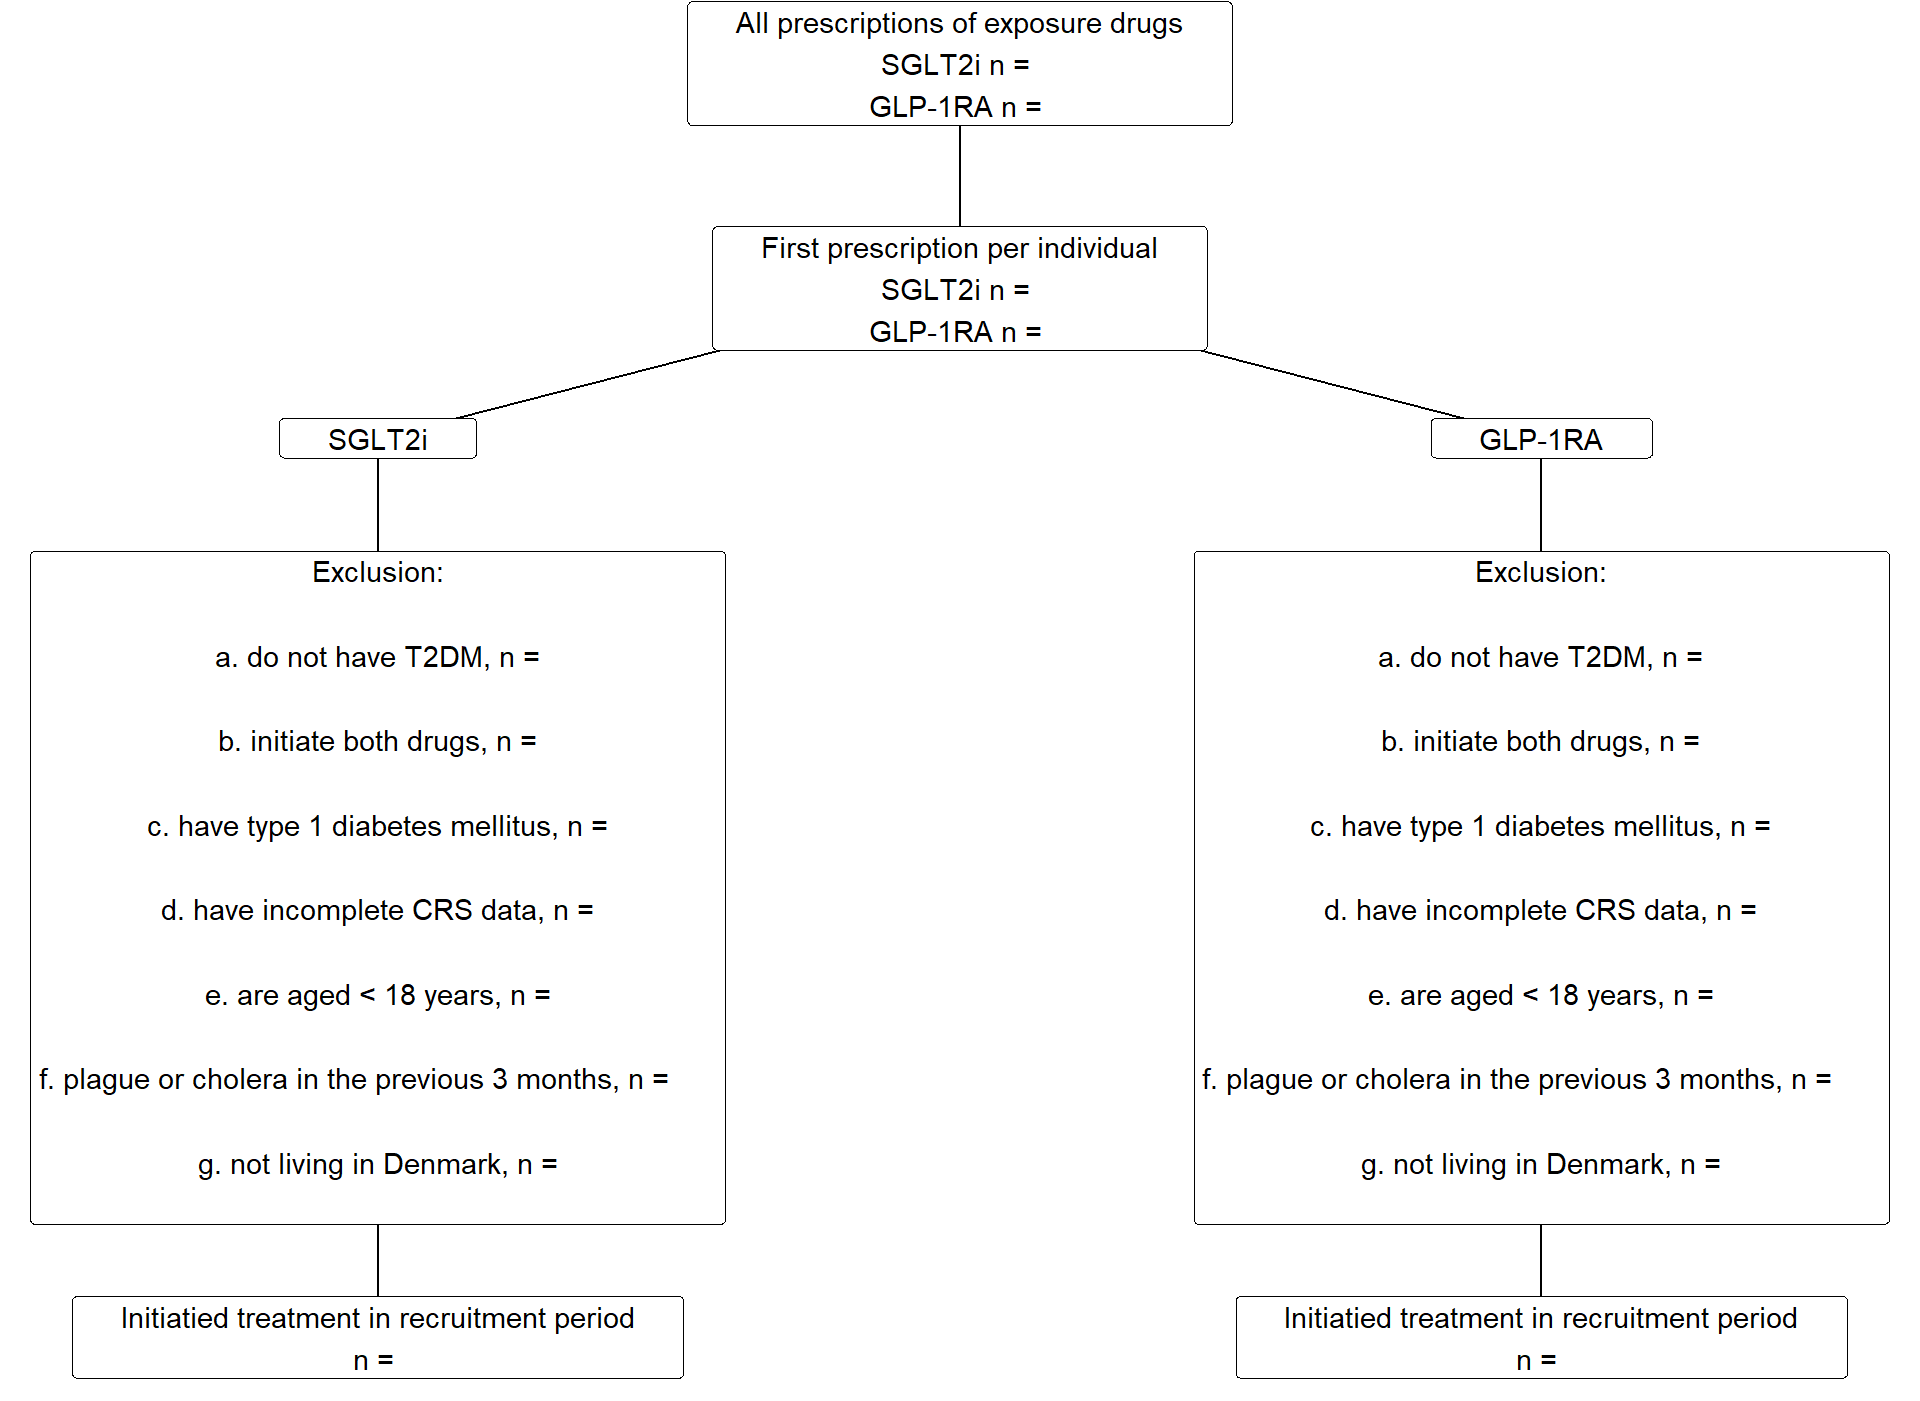 All prescriptions of exposure drugs
SGLT2i n =
GLP-1RA n =
First prescription per individual
SGLT2i n =
GLP-1RA n =
SGLT2i
GLP-1RA
Exclusion:
a. do not have T2DM, n =
b. initiate both drugs, n =
c. have type 1 diabetes mellitus, n =
d. have incomplete CRS data, n =
e. are aged < 18 years, n =
f. plague or cholera in the previous 3 months, n =
g. not living in Denmark, n =
Exclusion:
a. do not have T2DM, n =
b. initiate both drugs, n =
c. have type 1 diabetes mellitus, n =
d. have incomplete CRS data, n =
e. are aged < 18 years, n =
f. plague or cholera in the previous 3 months, n =
g. not living in Denmark, n =
Initiatied treatment in recruitment period
n =
Initiatied treatment in recruitment period
n =